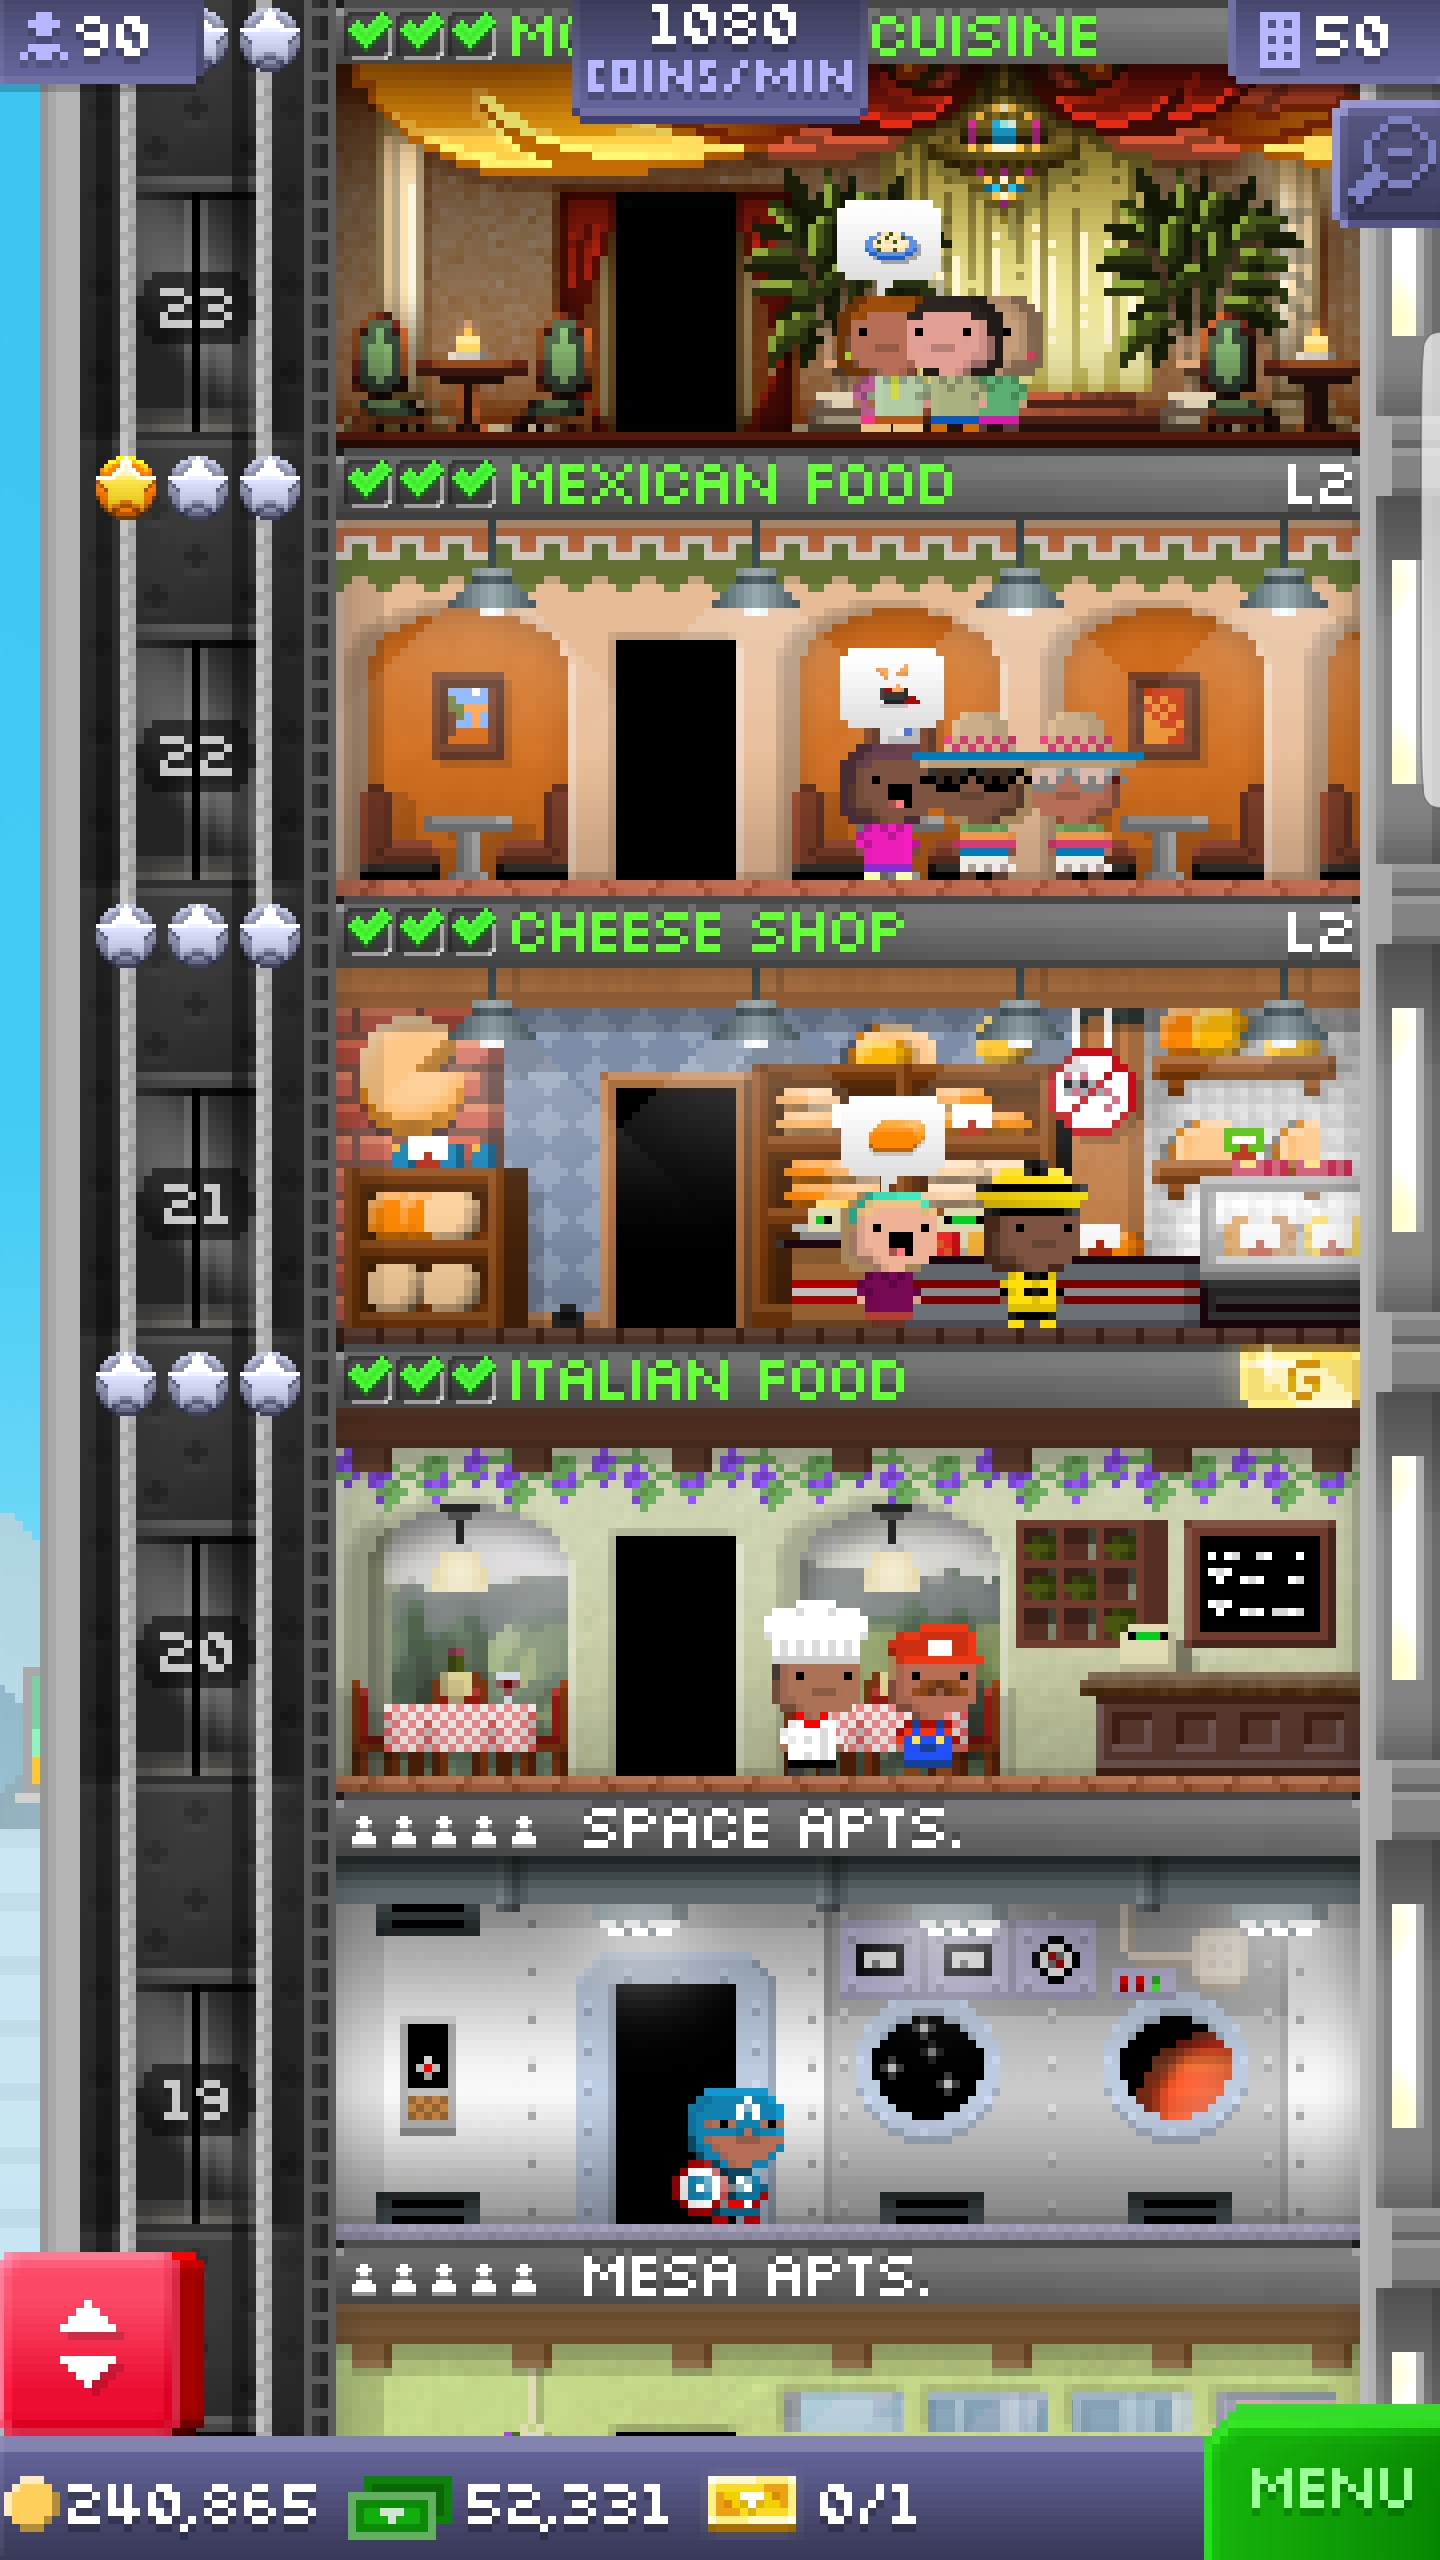 90
1080
COINS/MIN
50
CUISINE
23
MEXICAN FOOD L2
22
CHEESE SHOP L2
21
ITALIAN FOOD G
20
SPACE APTS.
A
19
MESA APTS.
240,865 52,331 0/1 MENU